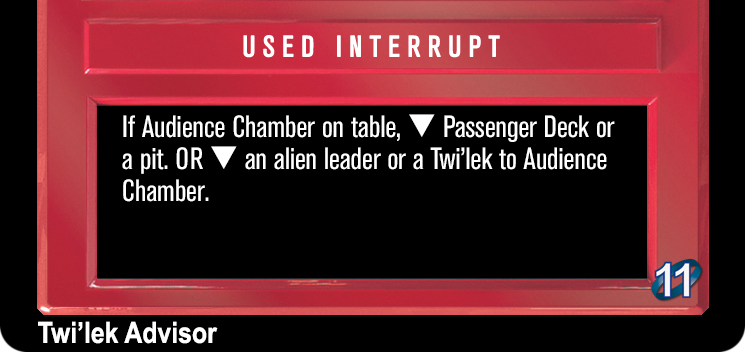 USED INTERRUPT
If Audience Chamber on table, ▼ Passenger Deck or
a pit. OR ▼ an alien leader or a Twi’lek to Audience
Chamber.
11
Twi’lek Advisor